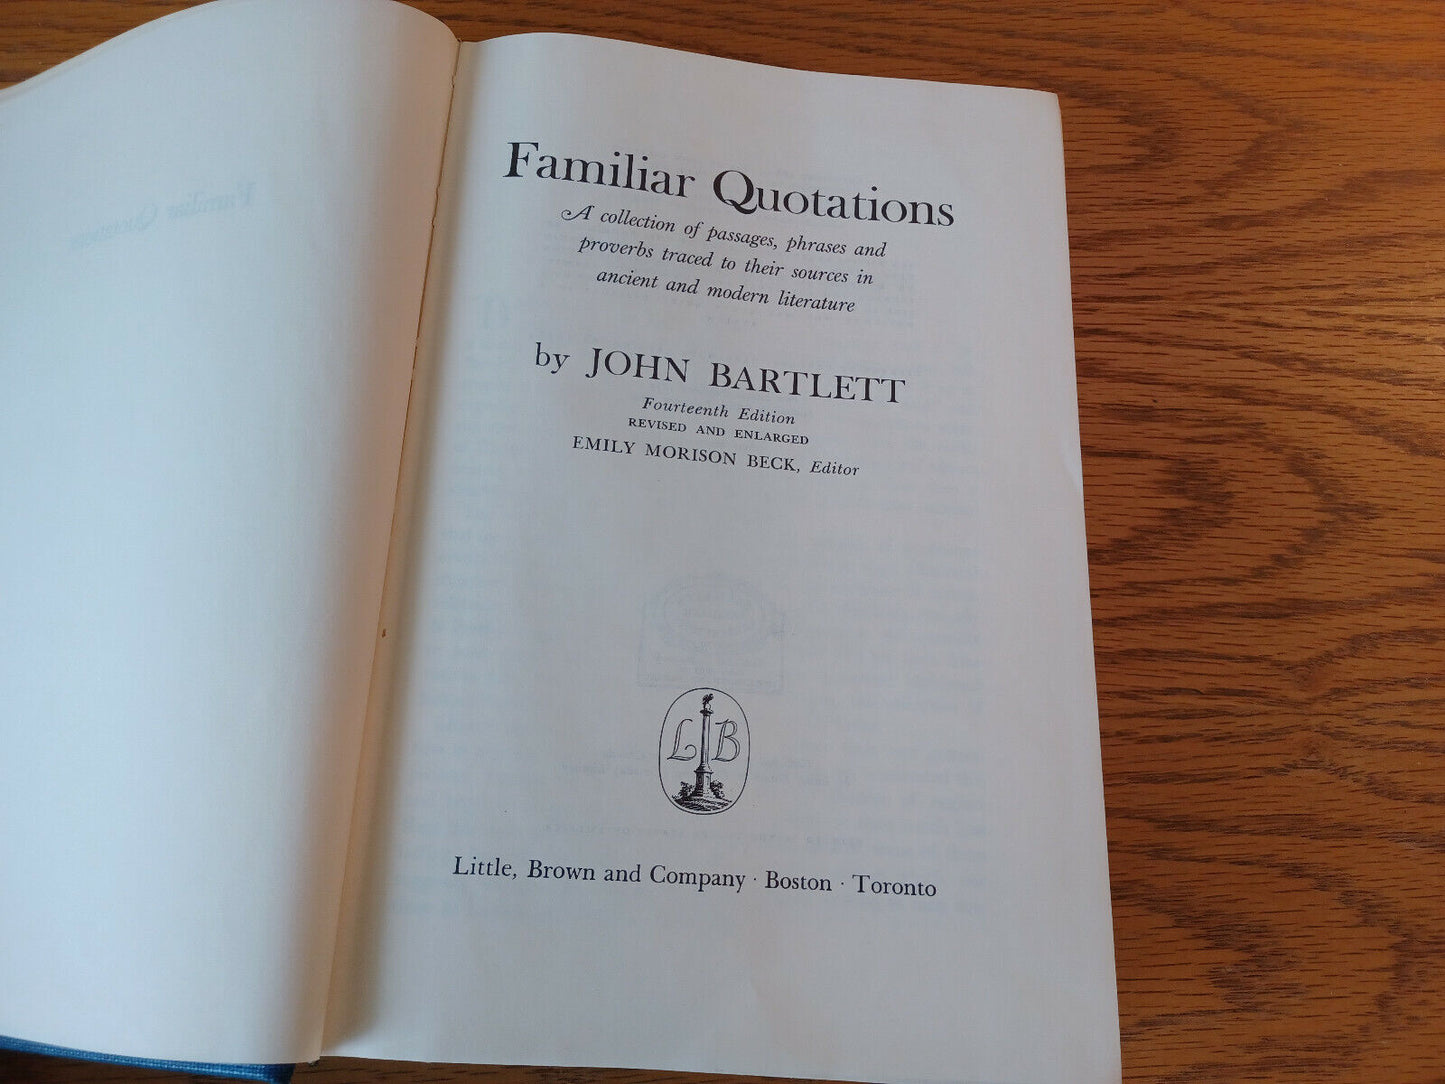 Familiar Quotations
A collection of passages, phrases and
proverbs traced to their sources in
ancient and modern literature
by JOHN BARTLETT
Fourteenth Edition
REVISED AND ENLARGED
EMILY MORISON BECK, Editor
L B
Little, Brown and Company · Boston · Toronto